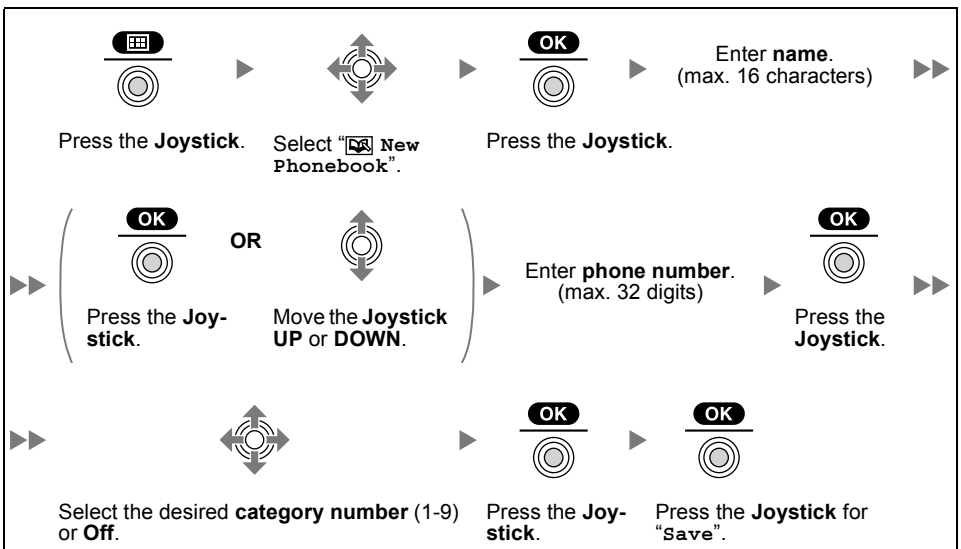 OK
Enter name.
(max. 16 characters)
Press the Joystick.
Select “ New
Phonebook”.
Press the Joystick.
OK
OR
OK
Enter phone number.
(max. 32 digits)
Press the Joy-
stick.
Move the Joystick
UP or DOWN.
Press the
Joystick.
OK
OK
Select the desired category number (1-9)
or Off.
Press the Joy-
stick.
Press the Joystick for
“Save”.